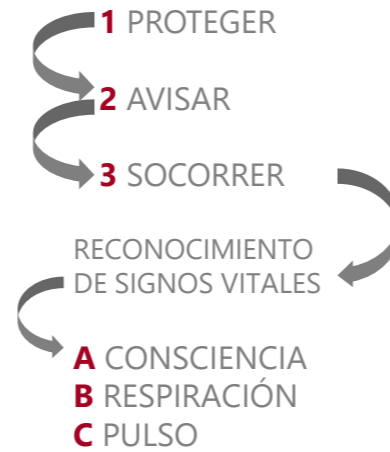 1 PROTEGER
2 AVISAR
3 SOCORRER
RECONOCIMIENTO
DE SIGNOS VITALES
A CONSCIENCIA
B RESPIRACIÓN
C PULSO